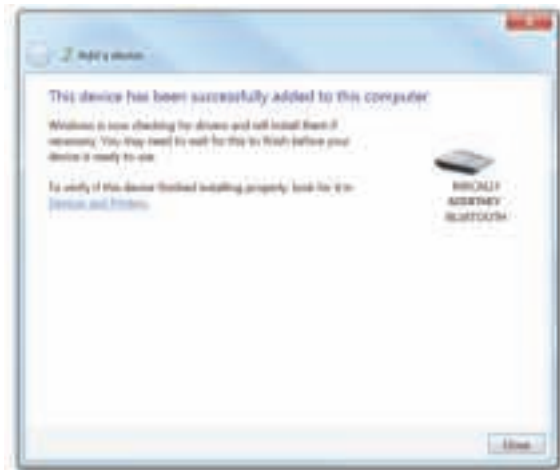 Add a device
This device has been successfully added to this computer
Windows is now checking for drivers and will install them if
necessary. You may need to wait for this to finish before your
device is ready to use.
To verify if this device finished installing properly, look for it in
Devices and Printers.
BLUETOOTH
Close